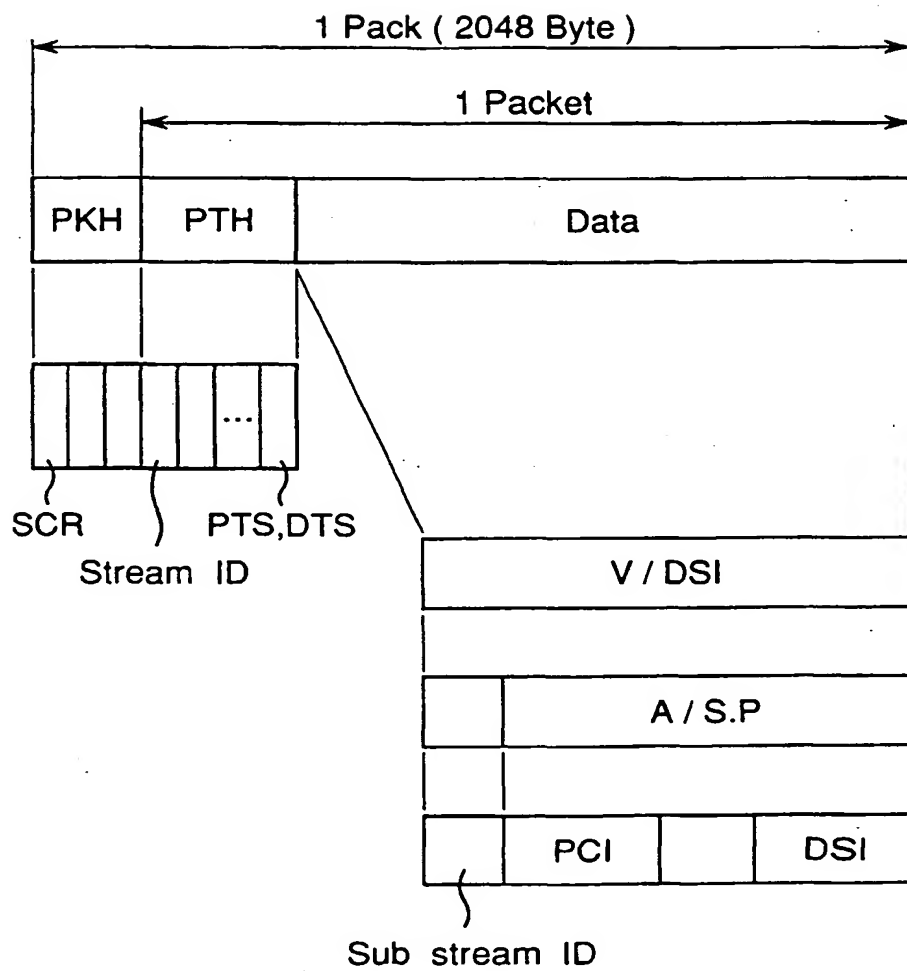 1 Pack ( 2048 Byte )
1 Packet
PKH PTH Data
...
SCR PTS,DTS
Stream ID
V / DSI
A / S.P
PCI DSI
Sub stream ID